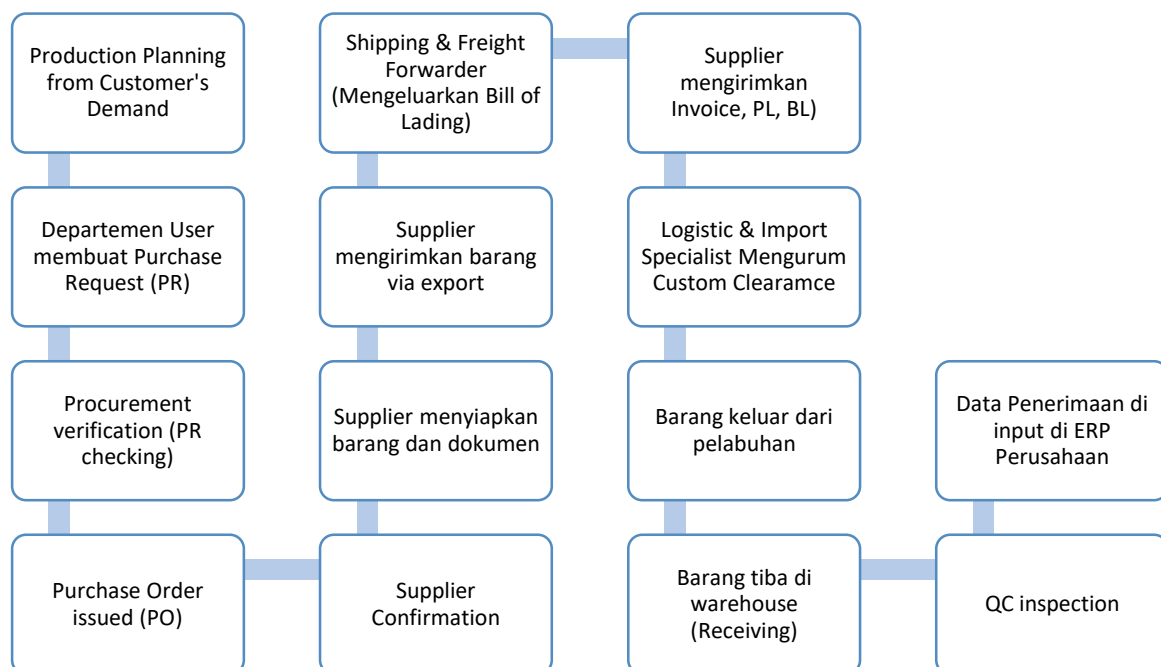 Production Planning
from Customer's
Demand
Departemen User
membuat Purchase
Request (PR)
Procurement
verification (PR
checking)
Purchase Order
issued (PO)
Supplier
Confirmation
Supplier menyiapkan
barang dan dokumen
Supplier
mengirimkan barang
via export
Shipping & Freight
Forwarder
(Mengeluarkan Bill of
Lading)
Supplier
mengirimkan
Invoice, PL, BL)
Logistic & Import
Specialist Mengurum
Custom Clearamce
Barang keluar dari
pelabuhan
Barang tiba di
warehouse
(Receiving)
QC inspection
Data Penerimaan di
input di ERP
Perusahaan